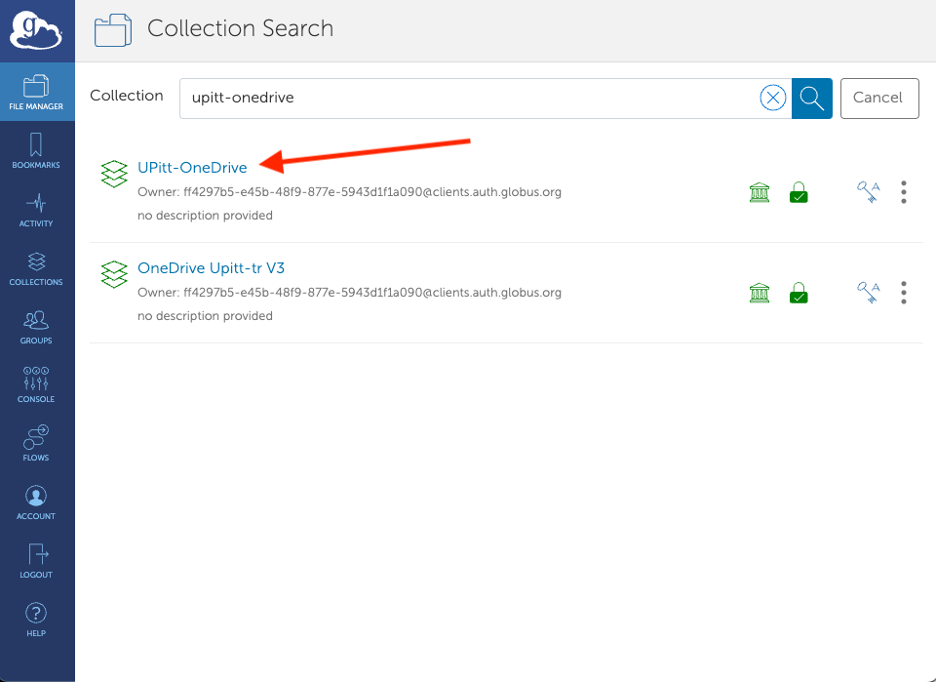 g
Collection Search
FILE MANAGER
BOOKMARKS
ACTIVITY
COLLECTIONS
GROUPS
CONSOLE
FLOWS
ACCOUNT
LOGOUT
? HELP
Collection upitt-onedrive Cancel
UPitt-OneDrive
Owner: ff4297b5-e45b-48f9-877e-5943d1f1a090@clients.auth.globus.org
no description provided
A
OneDrive Upitt-tr V3
Owner: ff4297b5-e45b-48f9-877e-5943d1f1a090@clients.auth.globus.org
no description provided
A